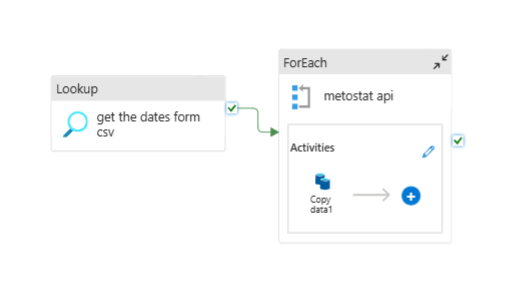 Lookup
get the dates form
csv
ForEach
metostat api
Activities
Copy
data1